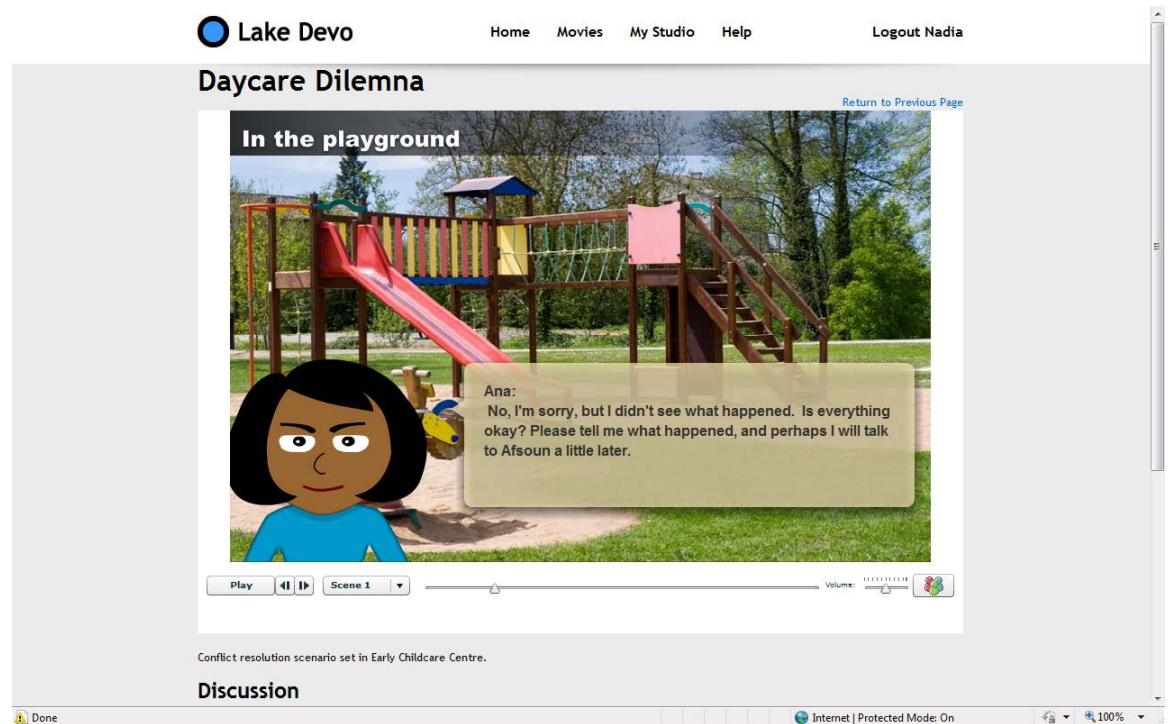 Lake Devo
Home Movies My Studio Help Logout Nadia
Daycare Dilemna
Return to Previous Page
In the playground
Ana:
No, I'm sorry, but I didn't see what happened. Is everything
okay? Please tell me what happened, and perhaps I will talk
to Afsoun a little later.
Play Scene 1 Volume:
Conflict resolution scenario set in Early Childcare Centre.
Discussion
Done Internet | Protected Mode: On 100%